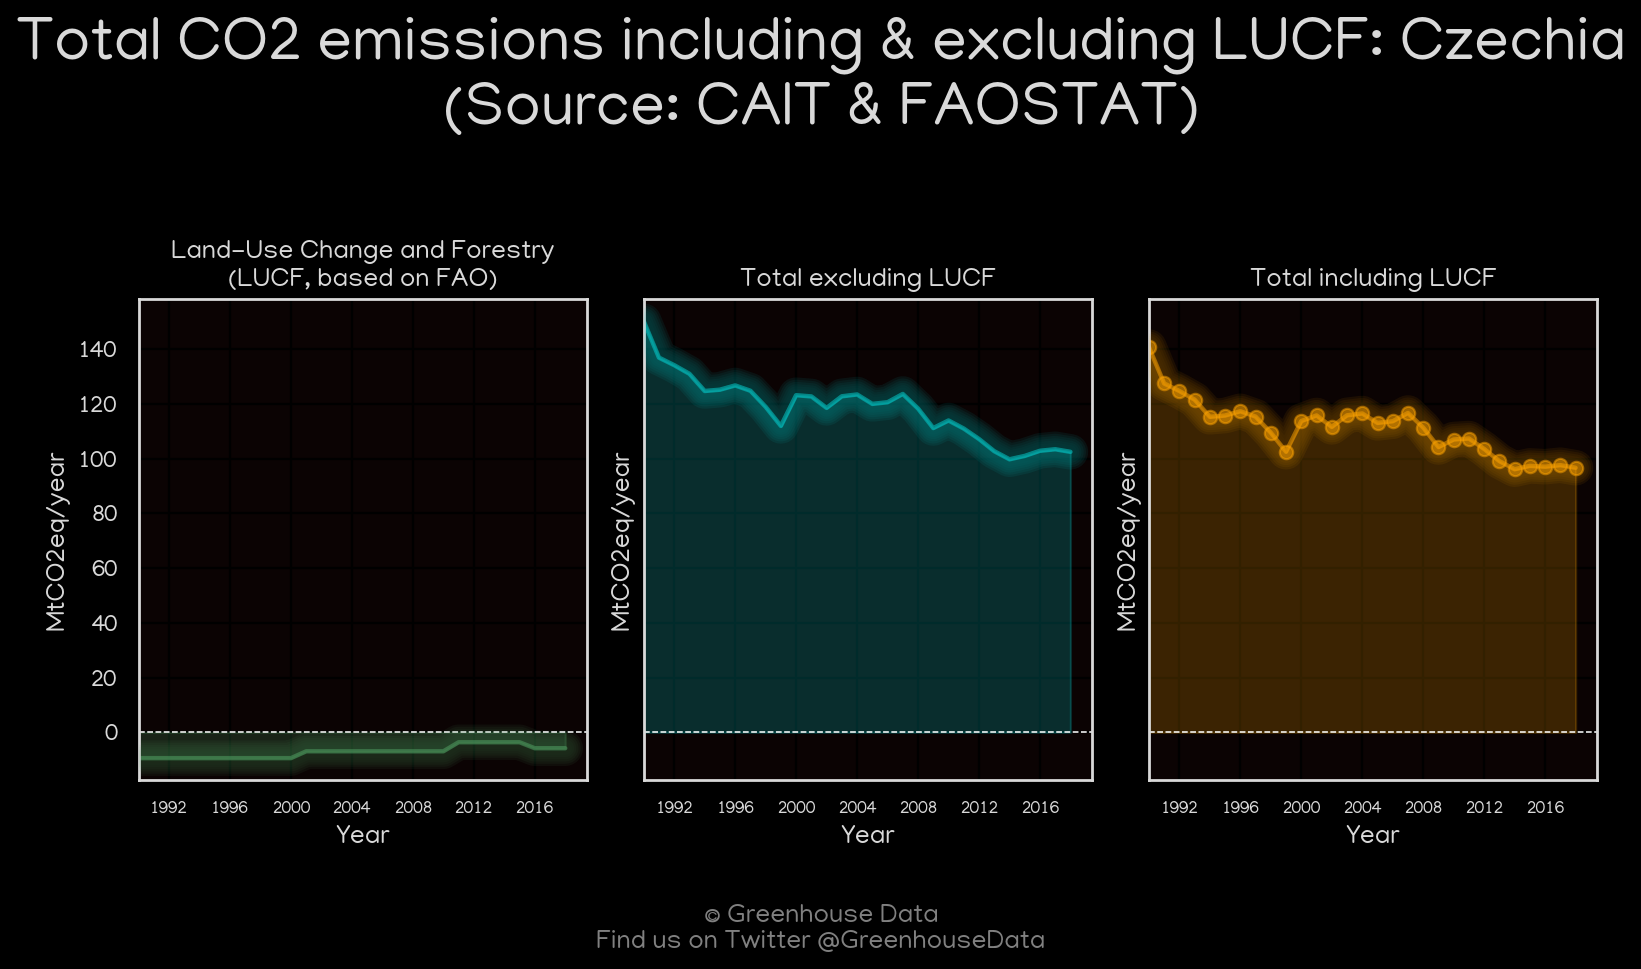 Total CO2 emissions including & excluding LUCF: Czechia
(Source: CAIT & FAOSTAT)
Land-Use Change and Forestry
(LUCF, based on FAO)
Total excluding LUCF
Total including LUCF
140
120
100
80
60
40
20
0
MtCO2eq/year
MtCO2eq/year
MtCO2eq/year
1992 1996 2000 2004 2008 2012 2016
1992 1996 2000 2004 2008 2012 2016
1992 1996 2000 2004 2008 2012 2016
Year
Year
Year
© Greenhouse Data
Find us on Twitter @GreenhouseData